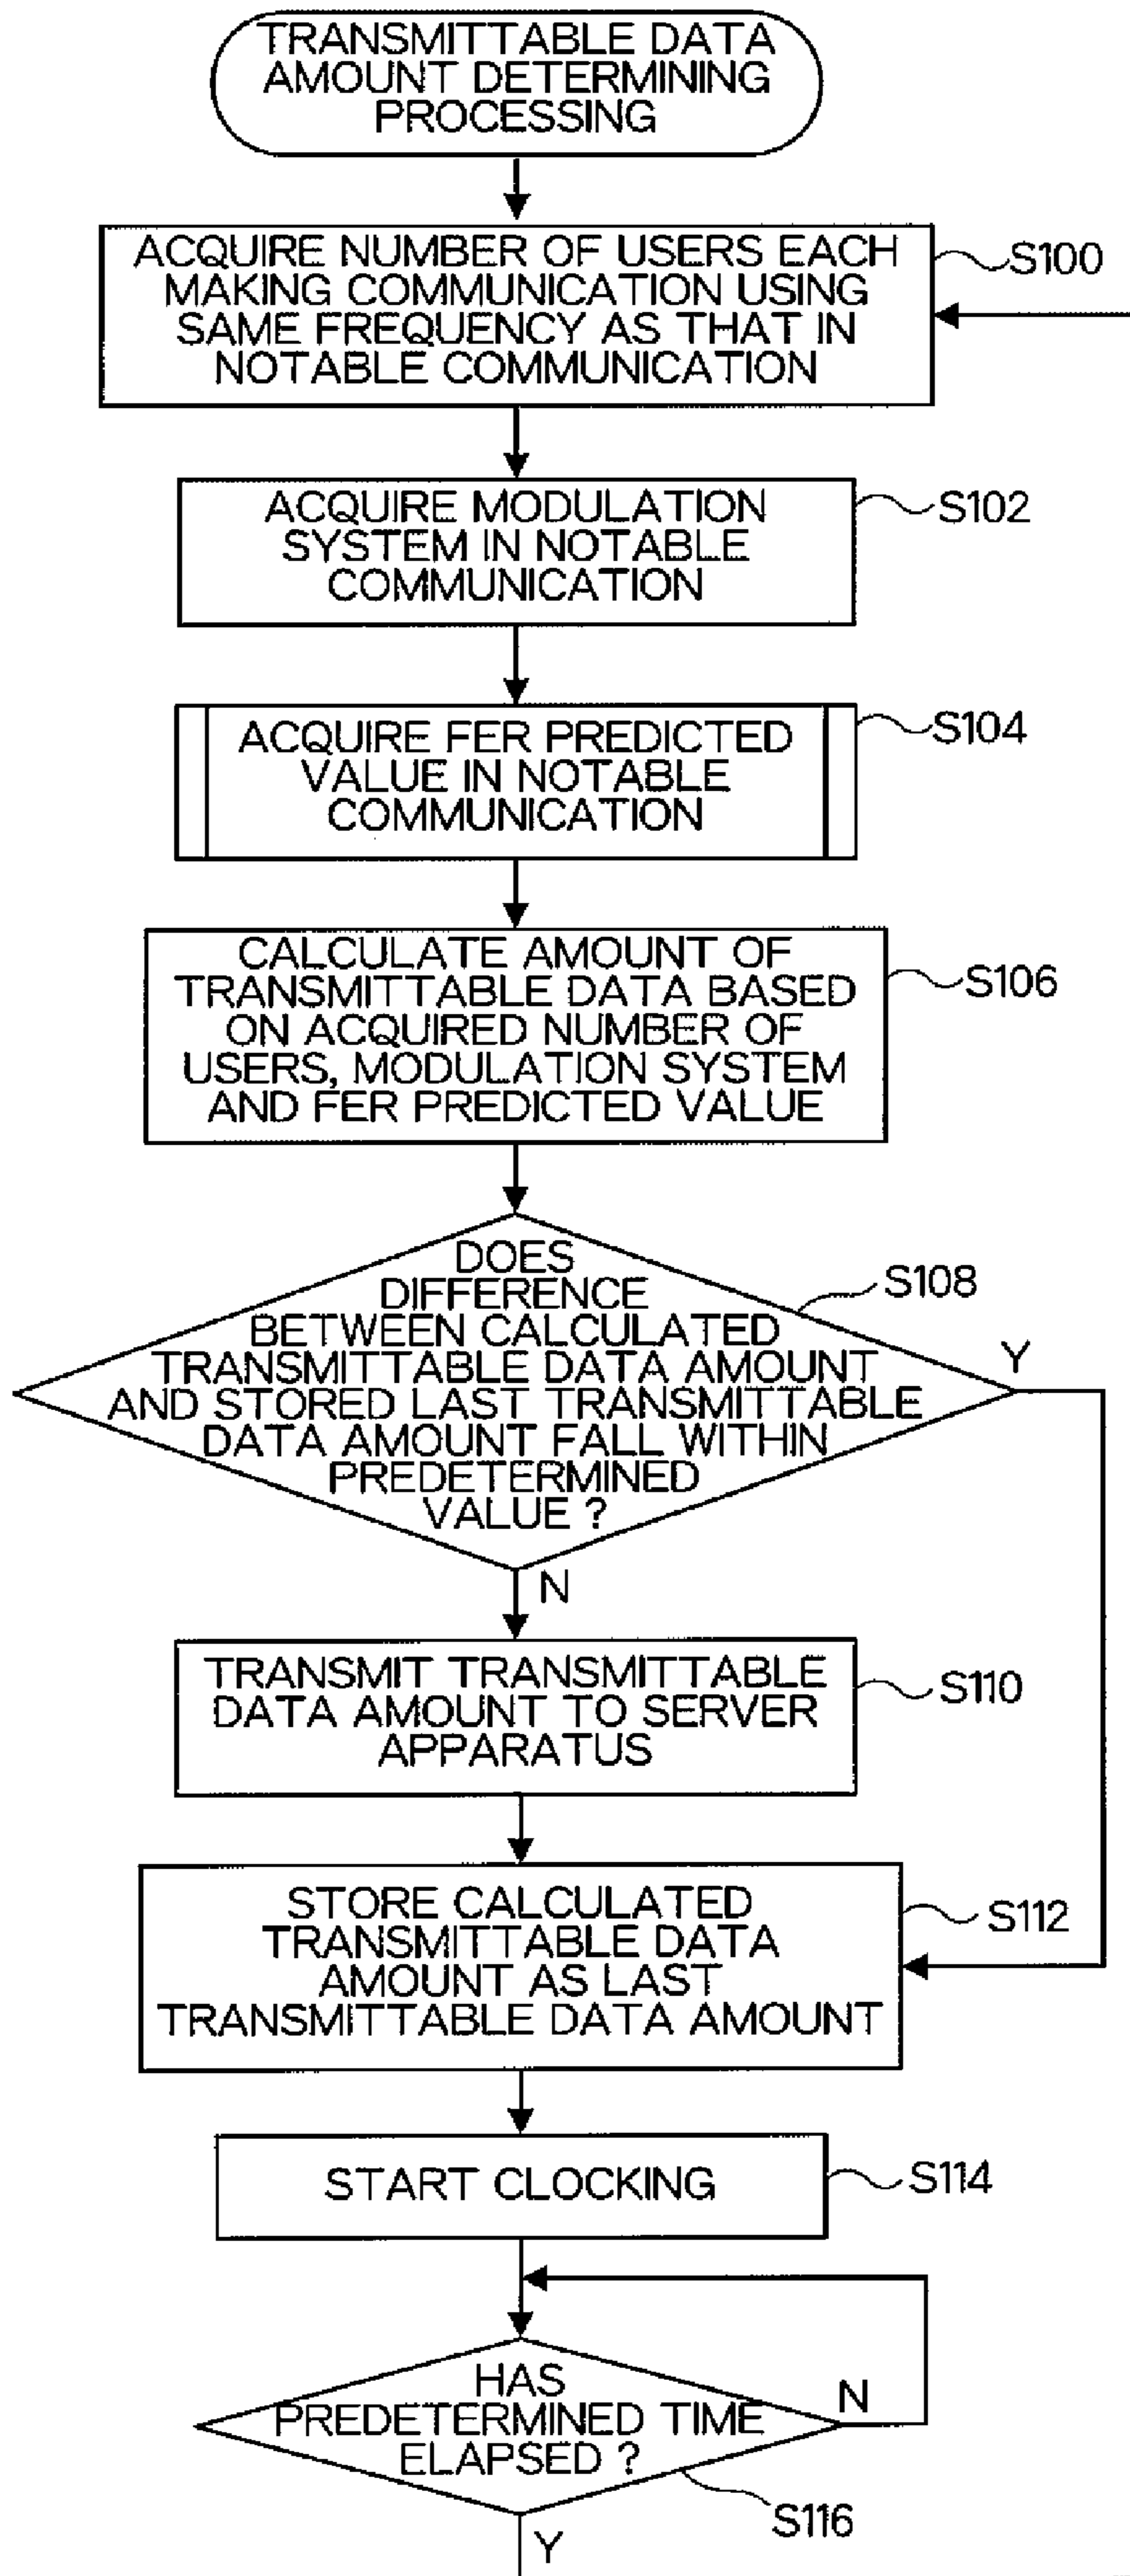 TRANSMITTABLE DATA
AMOUNT DETERMINING
PROCESSING
ACQUIRE NUMBER OF USERS EACH
MAKING COMMUNICATION USING
SAME FREQUENCY AS THAT IN
NOTABLE COMMUNICATION
S100
ACQUIRE MODULATION
SYSTEM IN NOTABLE
COMMUNICATION
S102
ACQUIRE FER PREDICTED
VALUE IN NOTABLE
COMMUNICATION
S104
CALCULATE AMOUNT OF
TRANSMITTABLE DATA BASED
ON ACQUIRED NUMBER OF
USERS, MODULATION SYSTEM
AND FER PREDICTED VALUE
S106
DOES
DIFFERENCE
BETWEEN CALCULATED
TRANSMITTABLE DATA AMOUNT
AND STORED LAST TRANSMITTABLE
DATA AMOUNT FALL WITHIN
PREDETERMINED
VALUE ?
S108
Y
N
TRANSMIT TRANSMITTABLE
DATA AMOUNT TO SERVER
APPARATUS
S110
STORE CALCULATED
TRANSMITTABLE DATA
AMOUNT AS LAST
TRANSMITTABLE DATA AMOUNT
S112
START CLOCKING
S114
HAS
PREDETERMINED TIME
ELAPSED ?
N
S116
Y